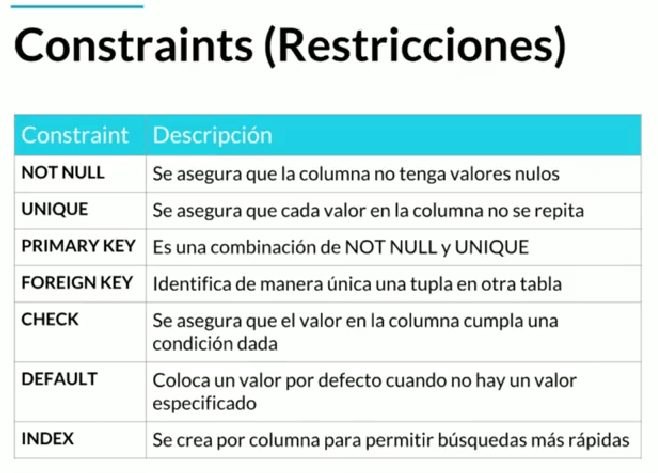 Constraints (Restricciones)
Constraint Descripción
NOT NULL Se asegura que la columna no tenga valores nulos
UNIQUE Se asegura que cada valor en la columna no se repita
PRIMARY KEY Es una combinación de NOT NULL y UNIQUE
FOREIGN KEY Identifica de manera única una tupla en otra tabla
CHECK Se asegura que el valor en la columna cumpla una
condición dada
DEFAULT Coloca un valor por defecto cuando no hay un valor
especificado
INDEX Se crea por columna para permitir búsquedas más rápidas